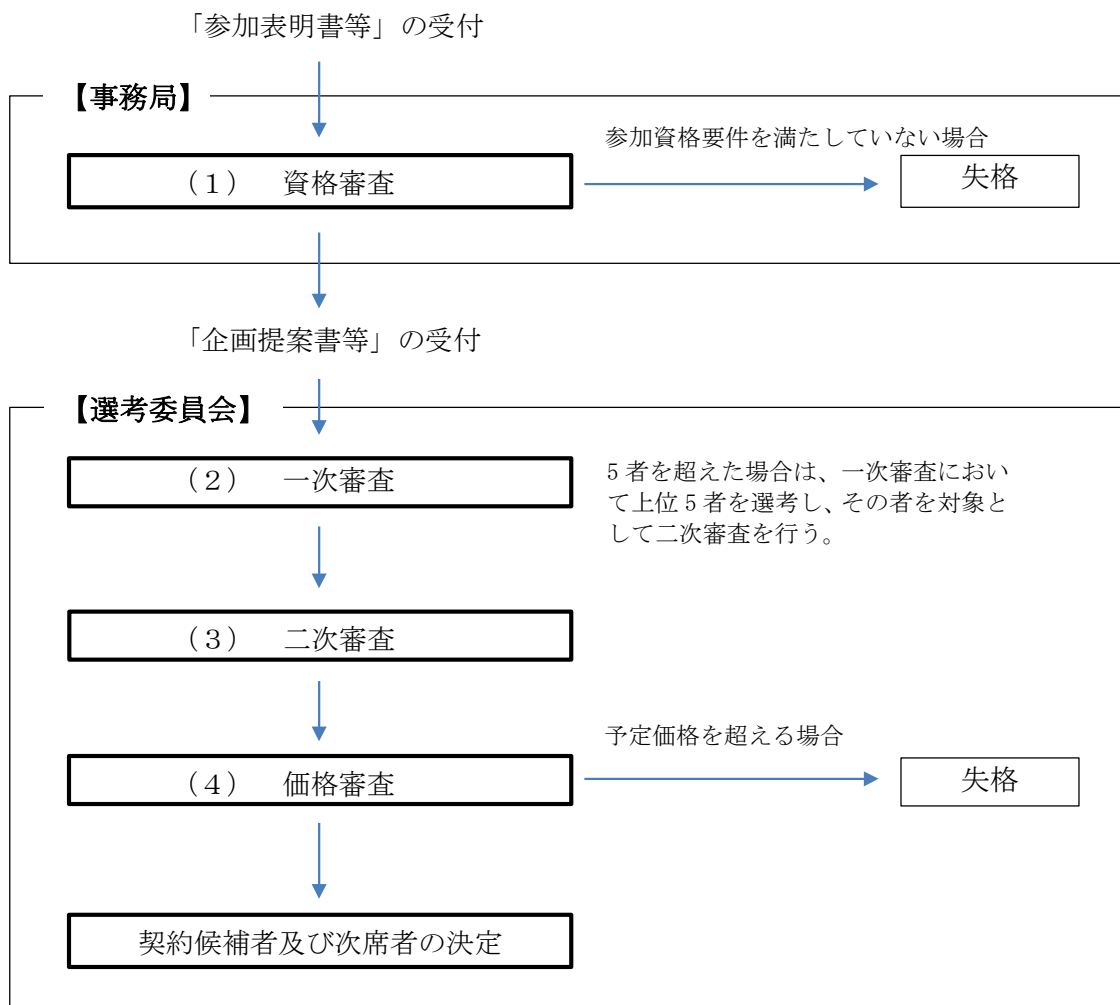 「参加表明書等」の受付
【事務局】
参加資格要件を満たしていない場合
（１） 資格審査
失格
「企画提案書等」の受付
【選考委員会】
（２） 一次審査
5 者を超えた場合は、一次審査におい
て上位 5 者を選考し、その者を対象と
して二次審査を行う。
（３） 二次審査
予定価格を超える場合
（４） 価格審査
失格
契約候補者及び次席者の決定